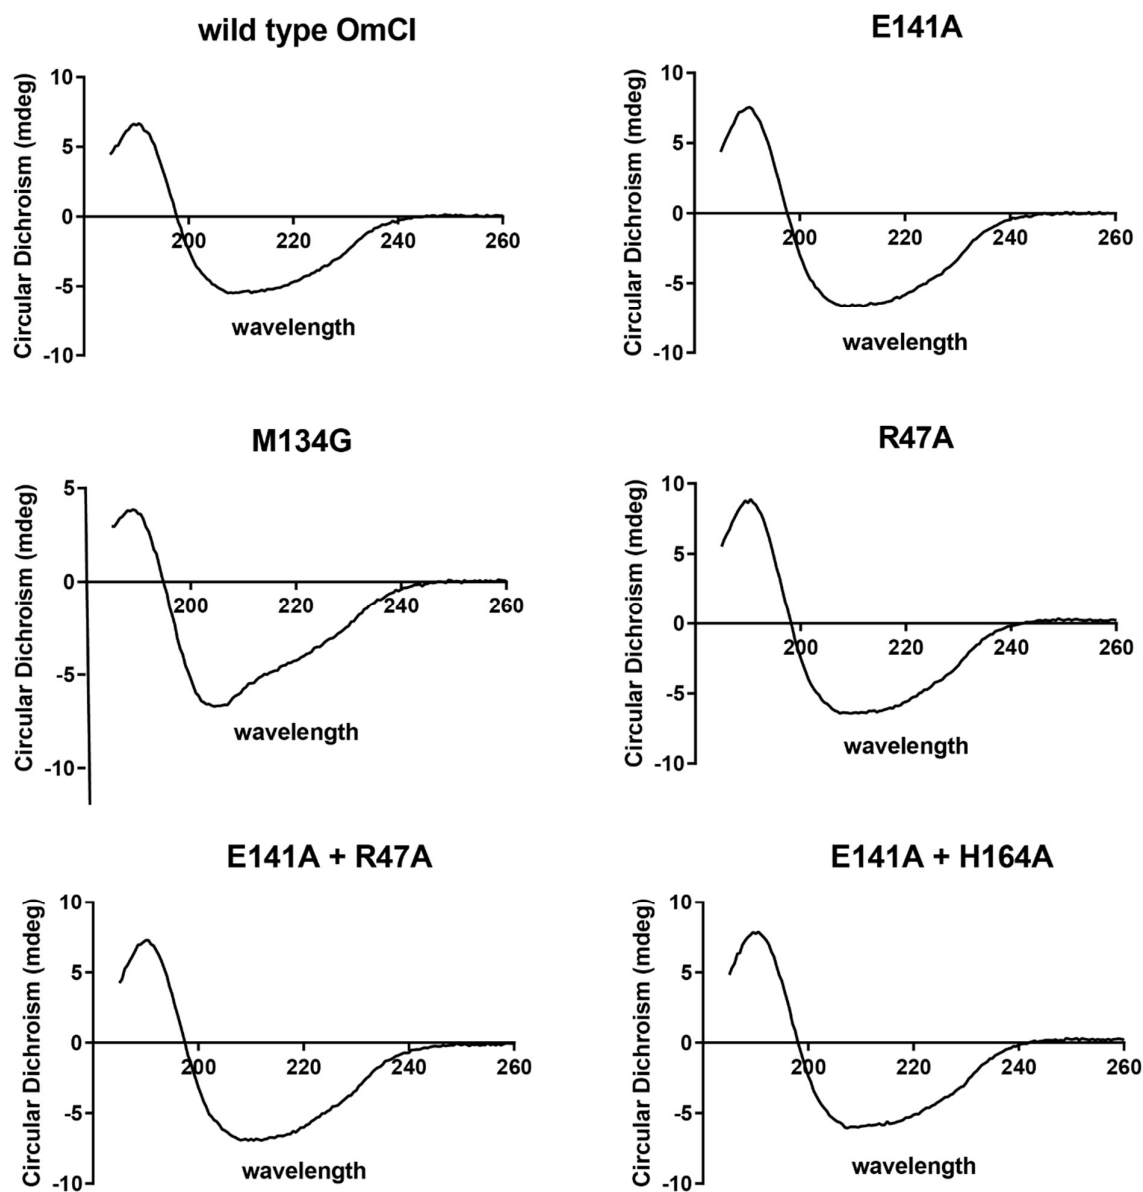 wild type OmCI
Circular Dichroism (mdeg)
10
5
0
-5
-10
200
220
240
260
wavelength
E141A
Circular Dichroism (mdeg)
10
5
0
-5
-10
200
220
240
260
wavelength
M134G
Circular Dichroism (mdeg)
5
0
-5
-10
200
220
240
260
wavelength
R47A
Circular Dichroism (mdeg)
10
5
0
-5
-10
200
220
240
260
wavelength
E141A + R47A
Circular Dichroism (mdeg)
10
5
0
-5
-10
200
220
240
260
wavelength
E141A + H164A
Circular Dichroism (mdeg)
10
5
0
-5
-10
200
220
240
260
wavelength